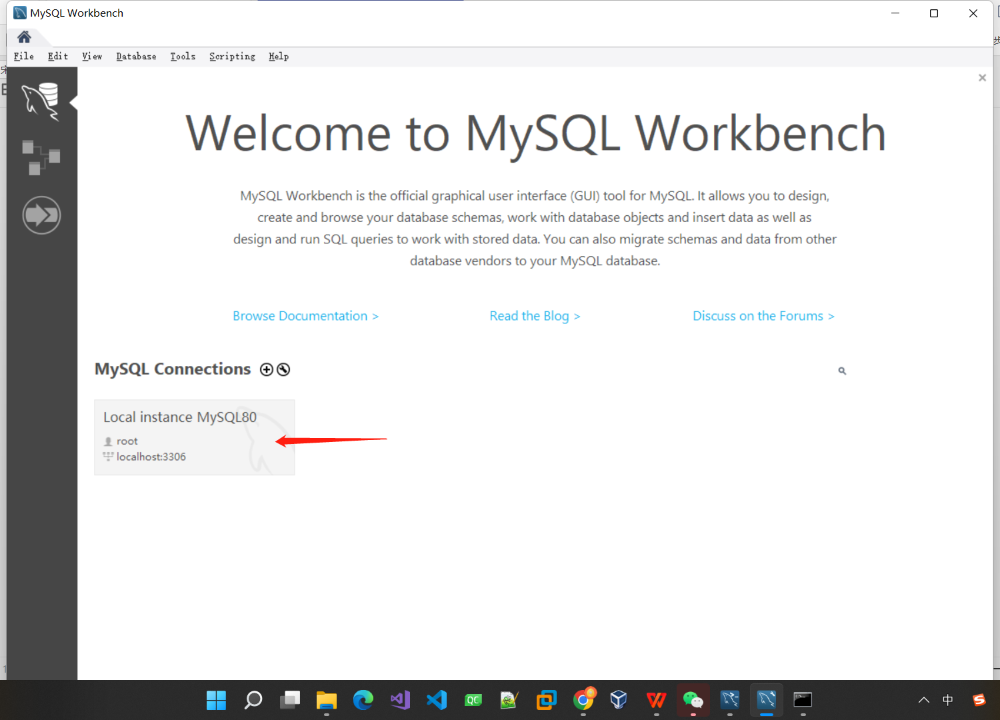 MySQL Workbench
File Edit View Database Tools Scripting Help
Welcome to MySQL Workbench
MySQL Workbench is the official graphical user interface (GUI) tool for MySQL. It allows you to design,
create and browse your database schemas, work with database objects and insert data as well as
design and run SQL queries to work with stored data. You can also migrate schemas and data from other
database vendors to your MySQL database.
Browse Documentation > Read the Blog > Discuss on the Forums >
MySQL Connections
Local instance MySQL80
root
localhost:3306
QC
中